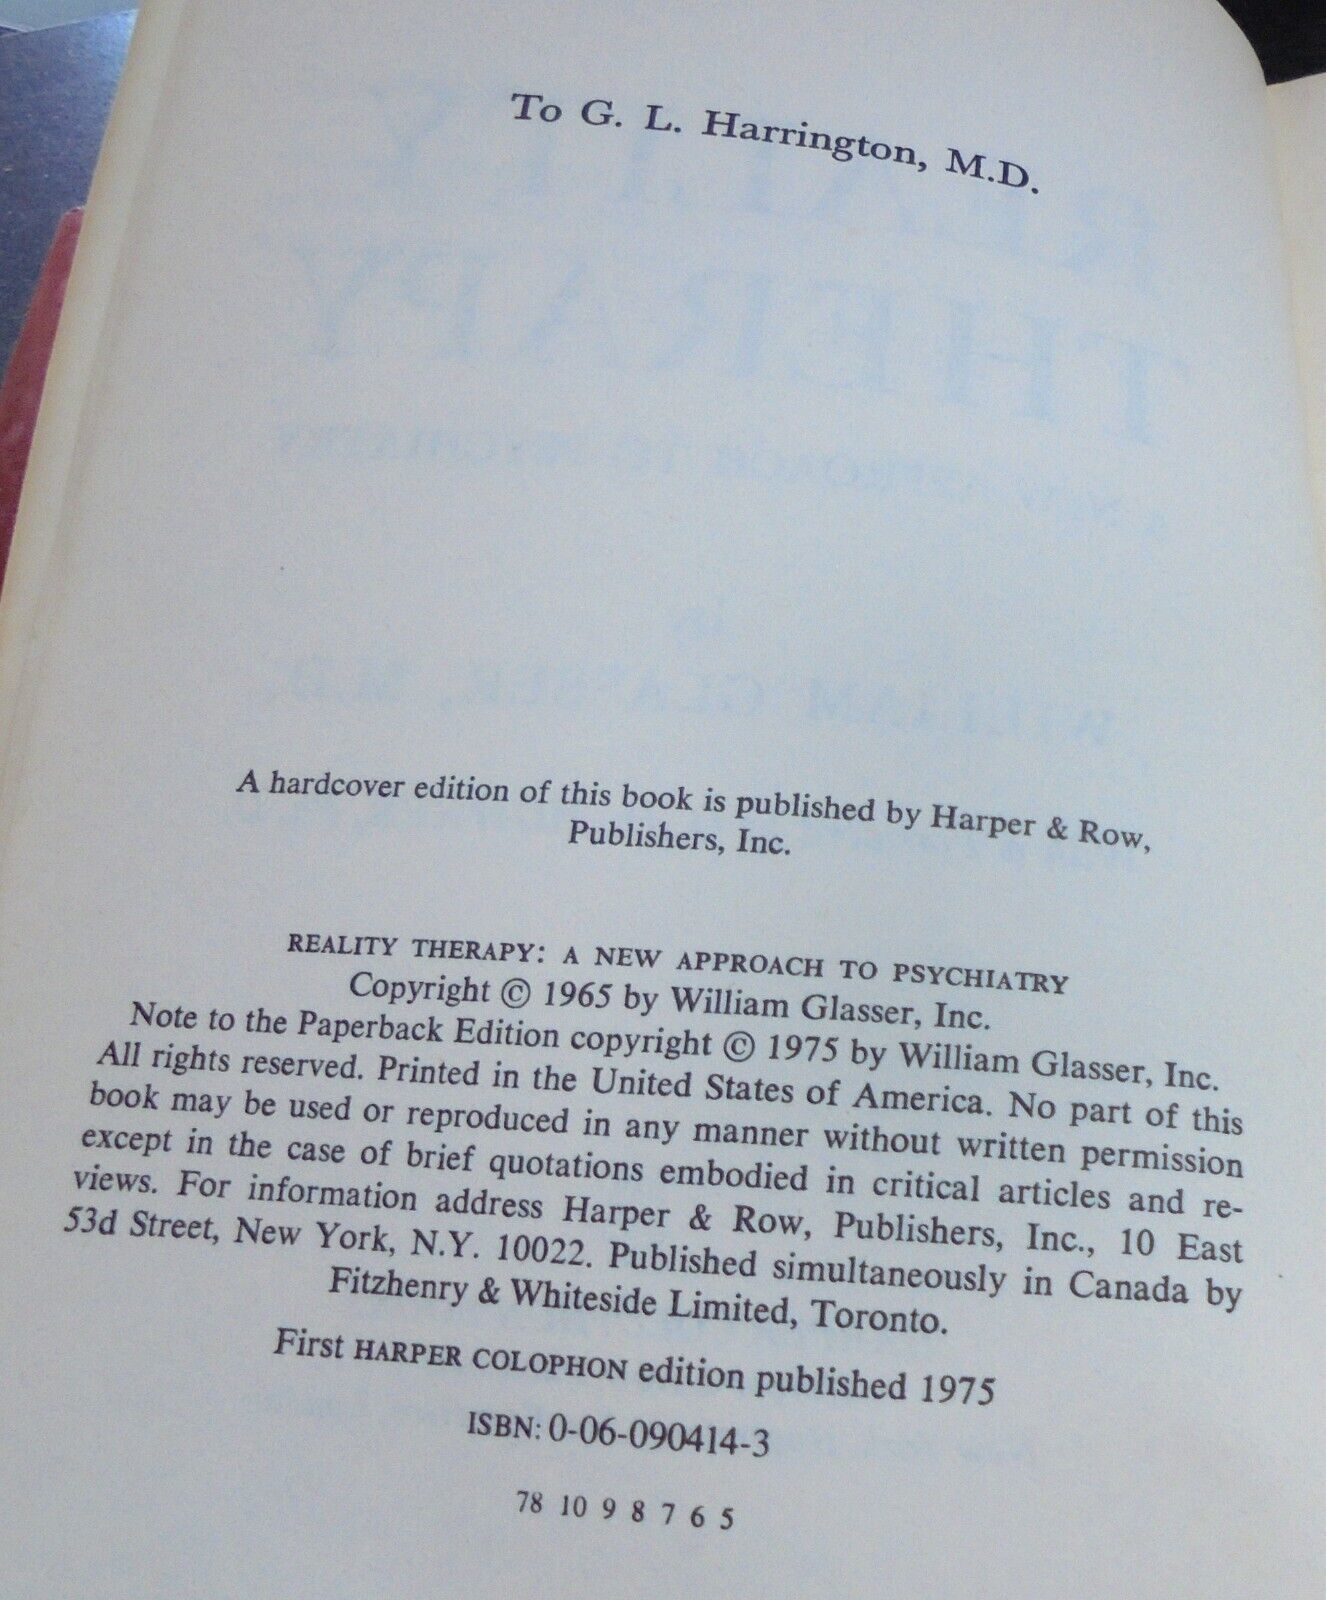 To G. L. Harrington, M.D.
A hardcover edition of this book is published by Harper & Row,
Publishers, Inc.
REALITY THERAPY: A NEW APPROACH TO PSYCHIATRY
Copyright © 1965 by William Glasser, Inc.
Note to the Paperback Edition copyright © 1975 by William Glasser, Inc.
All rights reserved. Printed in the United States of America. No part of this
book may be used or reproduced in any manner without written permission
except in the case of brief quotations embodied in critical articles and re-
views. For information address Harper & Row, Publishers, Inc., 10 East
53d Street, New York, N.Y. 10022. Published simultaneously in Canada by
Fitzhenry & Whiteside Limited, Toronto.
First HARPER COLOPHON edition published 1975
ISBN: 0-06-090414-3
78 10 9 8 7 6 5